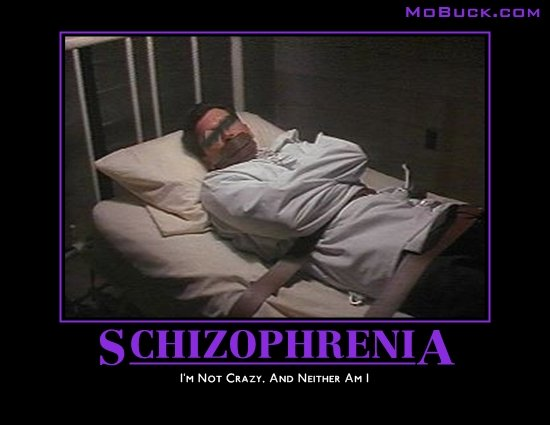 MoBuck.com
Schizophrenia
I'm Not Crazy. And Neither Am I